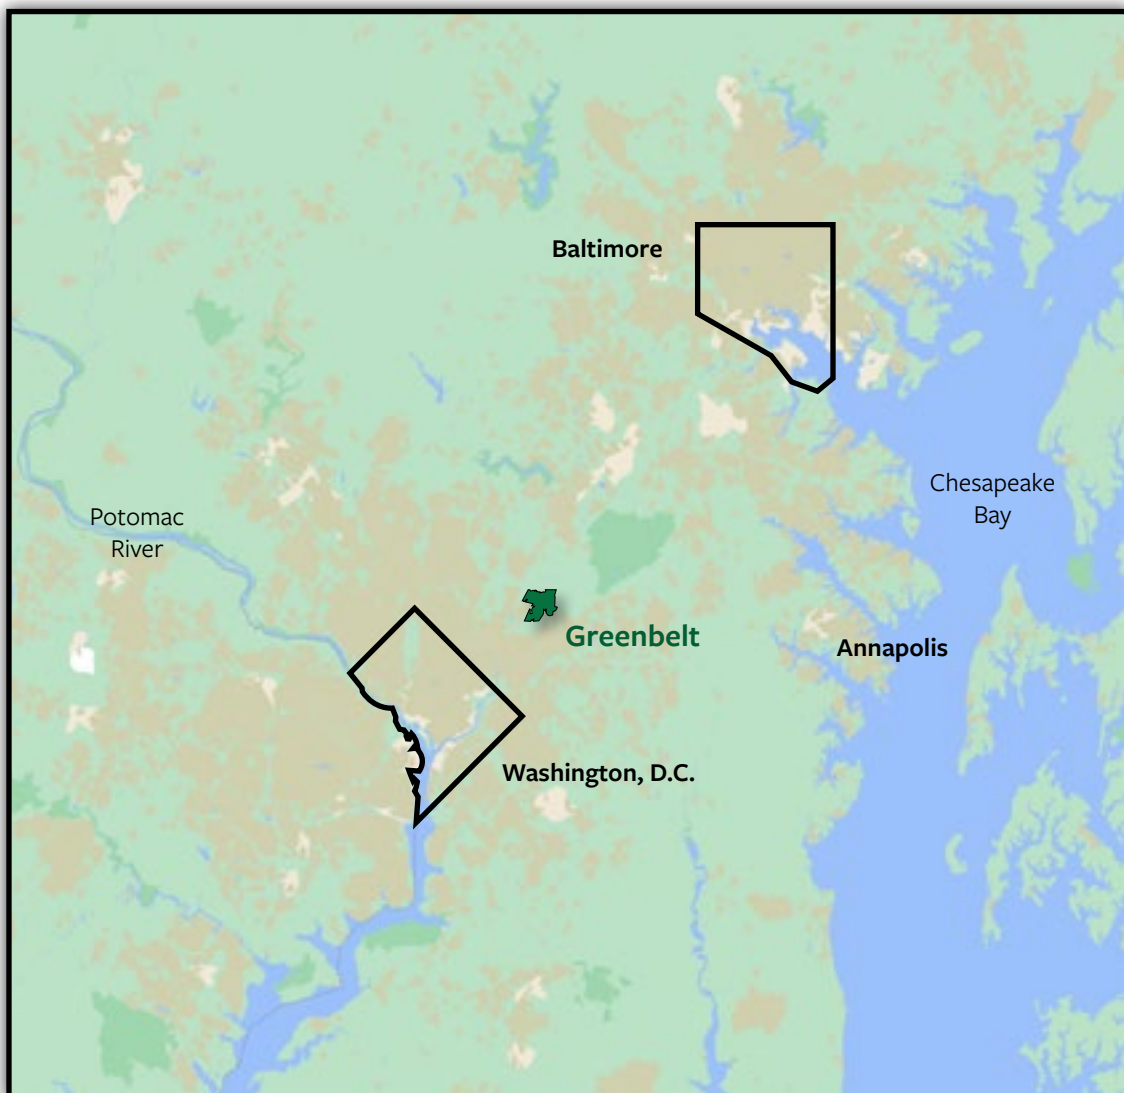 Baltimore
Chesapeake
Bay
Potomac
River
Greenbelt
Annapolis
Washington, D.C.